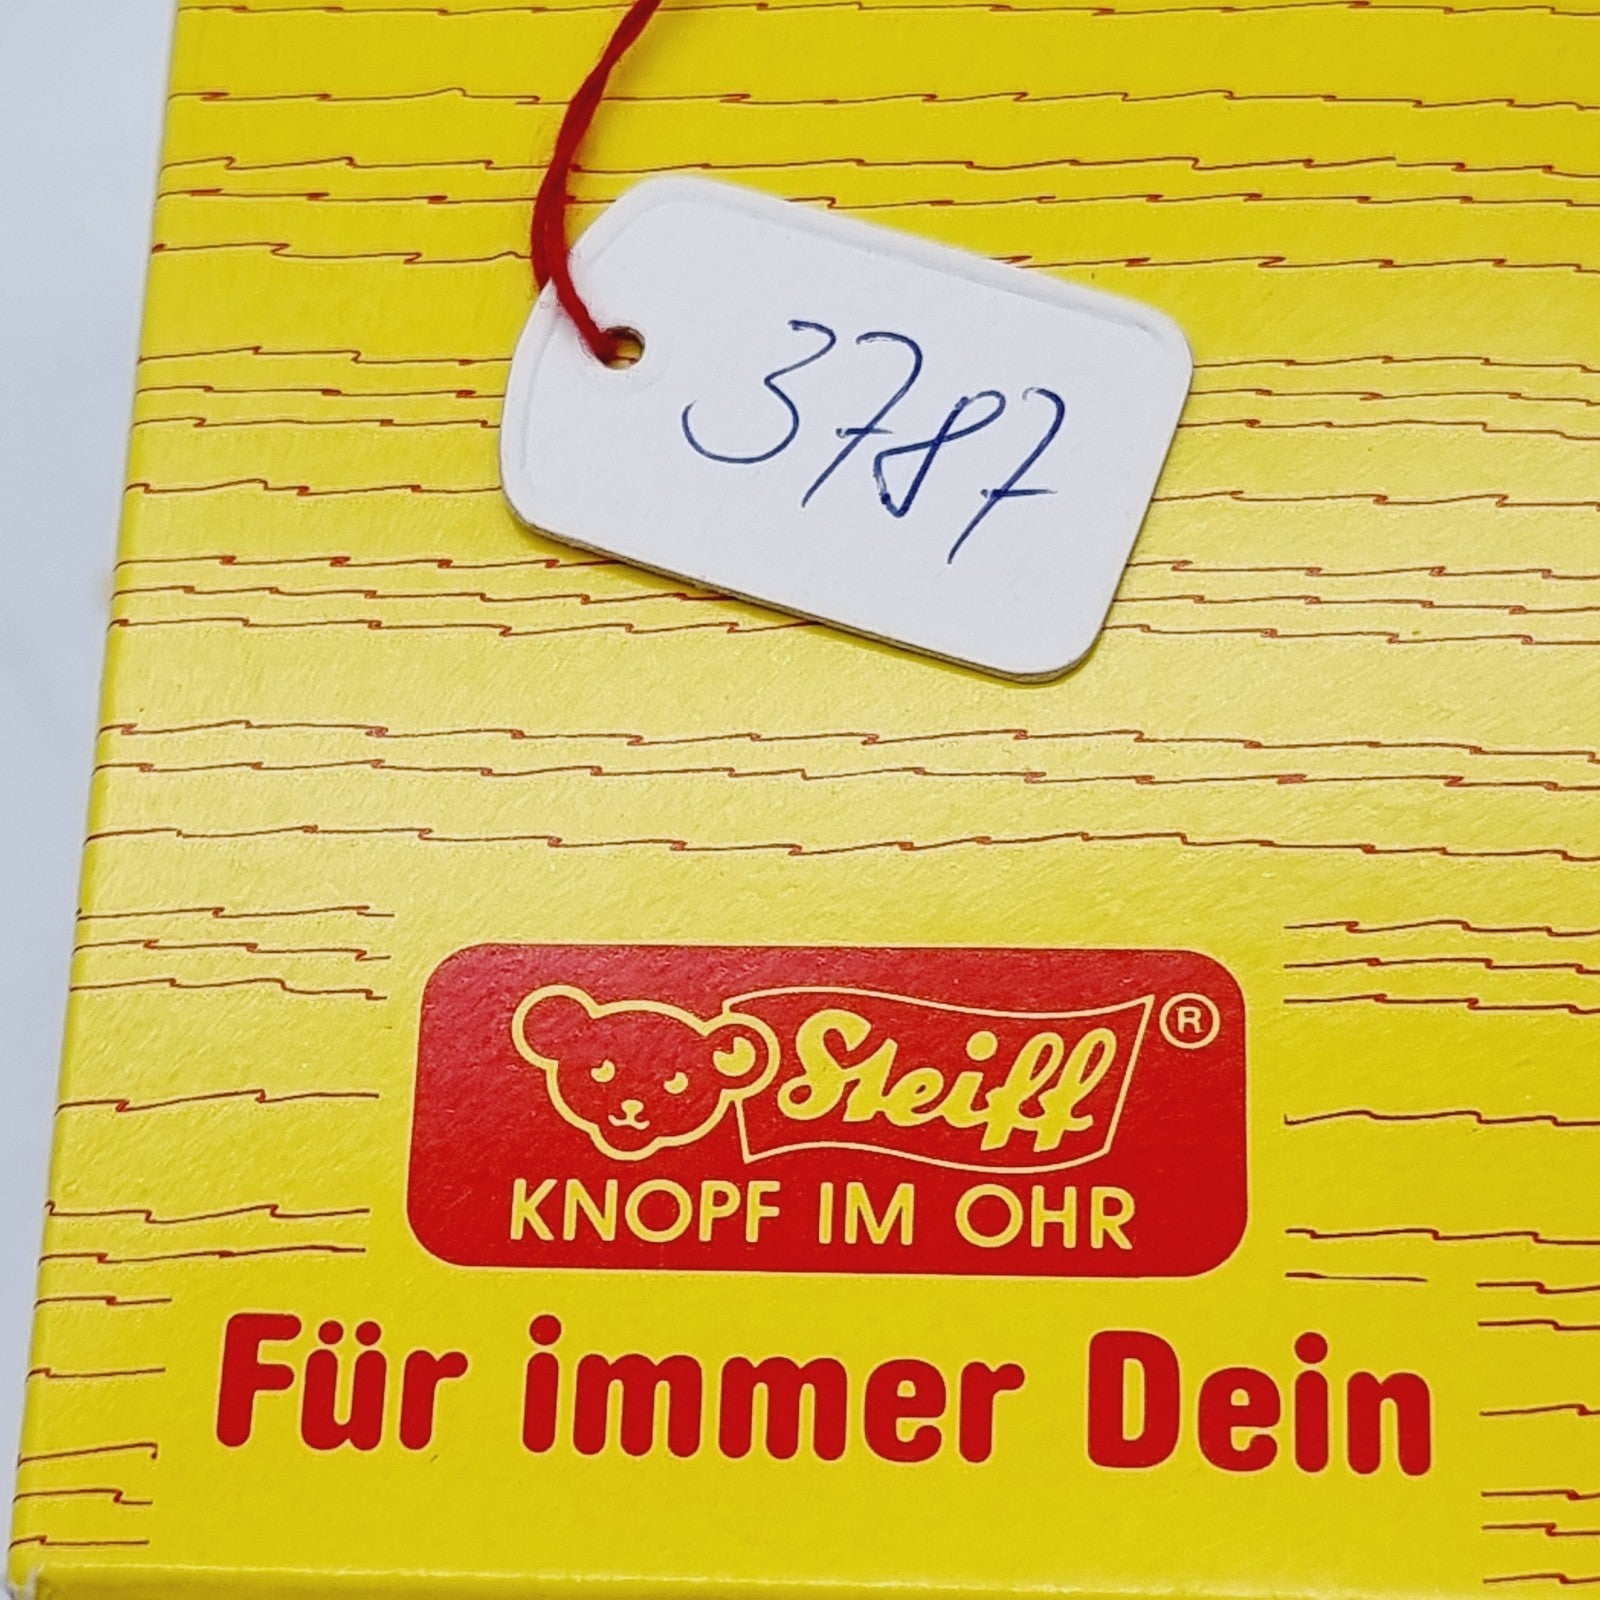 3787
Steiff ®
KNOPF IM OHR
Für immer Dein